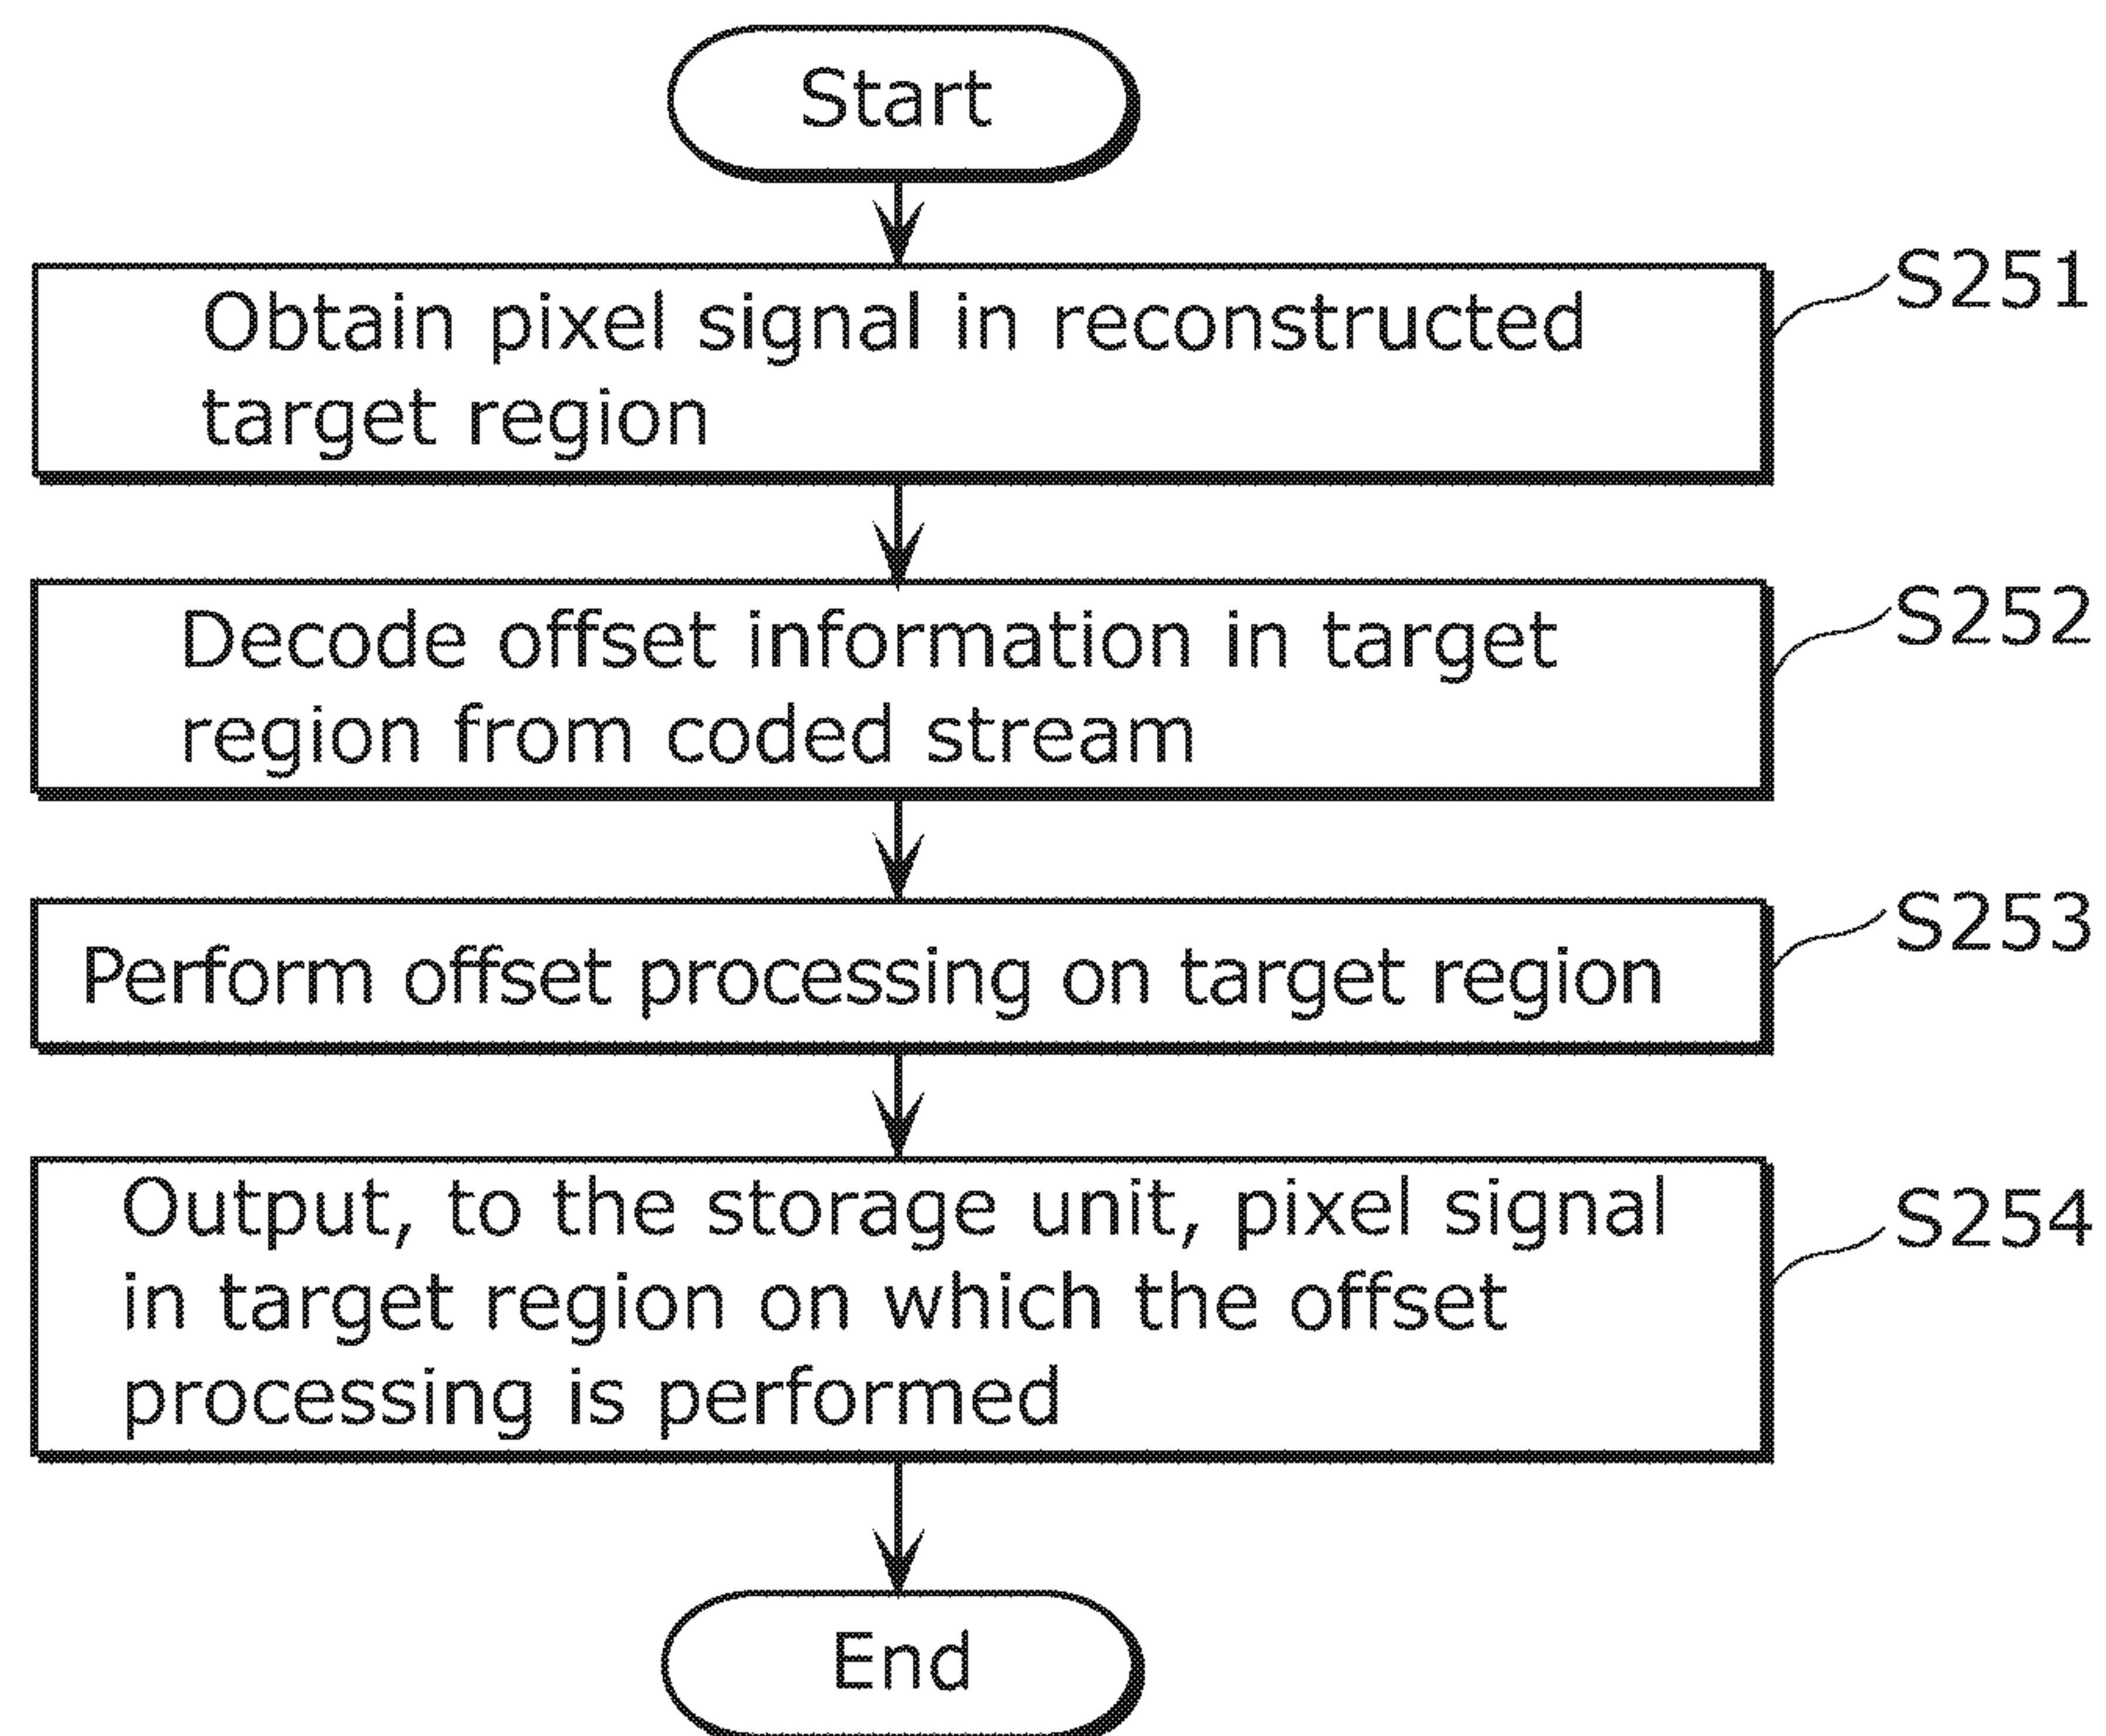 Start
Obtain pixel signal in reconstructed
target region
S251
Decode offset information in target
region from coded stream
S252
Perform offset processing on target region
S253
Output, to the storage unit, pixel signal
in target region on which the offset
processing is performed
S254
End